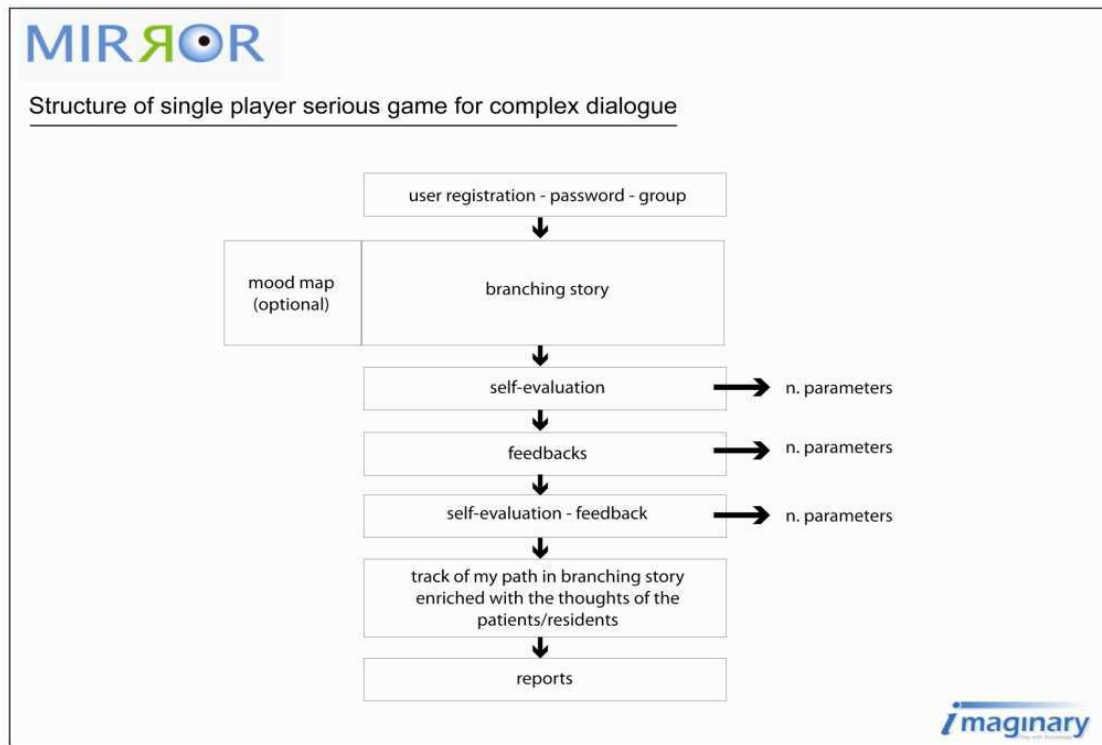 MIRЯOR
Structure of single player serious game for complex dialogue
user registration - password - group
mood map
(optional)
branching story
self-evaluation
n. parameters
feedbacks
n. parameters
self-evaluation - feedback
n. parameters
track of my path in branching story
enriched with the thoughts of the
patients/residents
reports
imaginary